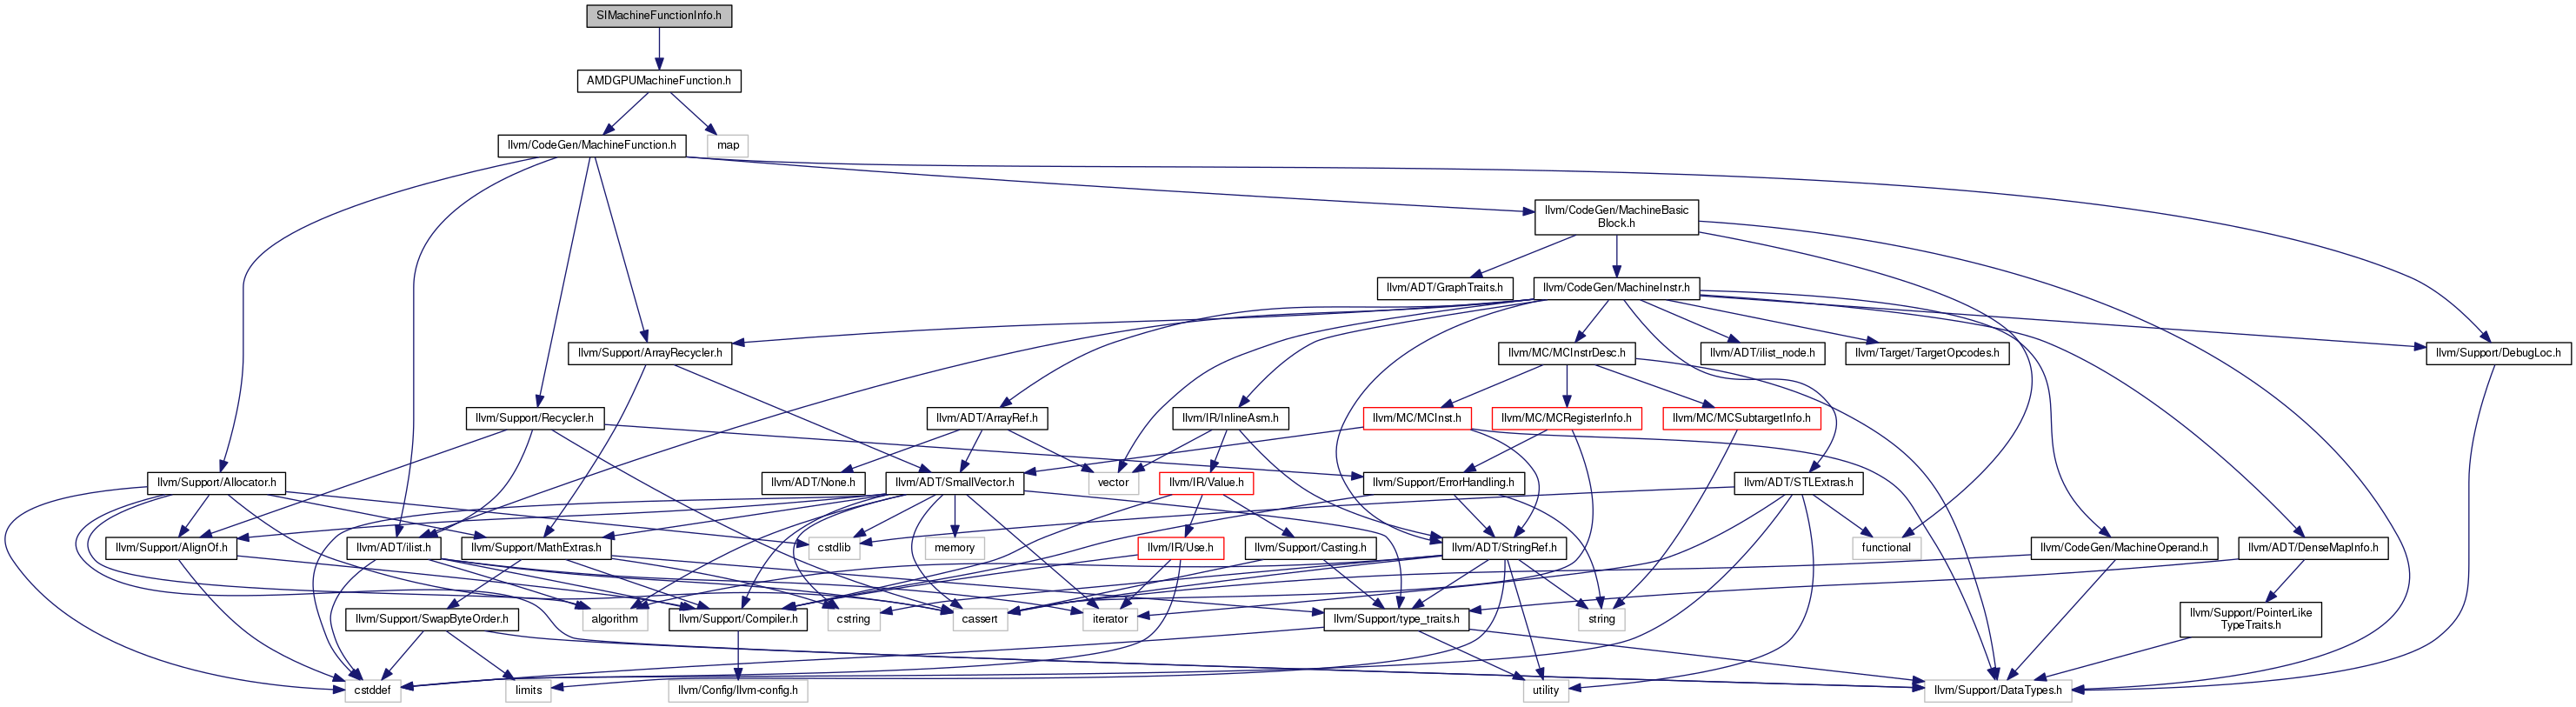 SIMachineFunctionInfo.h
AMDGPUMachineFunction.h
llvm/CodeGen/MachineFunction.h
map
llvm/CodeGen/MachineBasic
Block.h
llvm/ADT/GraphTraits.h
llvm/CodeGen/MachineInstr.h
llvm/Support/ArrayRecycler.h
llvm/MC/MCInstrDesc.h
llvm/ADT/ilist_node.h
llvm/Target/TargetOpcodes.h
llvm/Support/DebugLoc.h
llvm/Support/Recycler.h
llvm/ADT/ArrayRef.h
llvm/IR/InlineAsm.h
llvm/MC/MCInst.h
llvm/MC/MCRegisterInfo.h
llvm/MC/MCSubtargetInfo.h
llvm/Support/Allocator.h
llvm/ADT/None.h
llvm/ADT/SmallVector.h
vector
llvm/IR/Value.h
llvm/Support/ErrorHandling.h
llvm/ADT/STLExtras.h
llvm/Support/AlignOf.h
llvm/ADT/ilist.h
llvm/Support/MathExtras.h
cstdlib
memory
llvm/IR/Use.h
llvm/Support/Casting.h
llvm/ADT/StringRef.h
functional
llvm/CodeGen/MachineOperand.h
llvm/ADT/DenseMapInfo.h
llvm/Support/SwapByteOrder.h
algorithm
llvm/Support/Compiler.h
cstring
cassert
iterator
llvm/Support/type_traits.h
string
llvm/Support/PointerLike
TypeTraits.h
cstddef
limits
llvm/Config/llvm-config.h
utility
llvm/Support/DataTypes.h